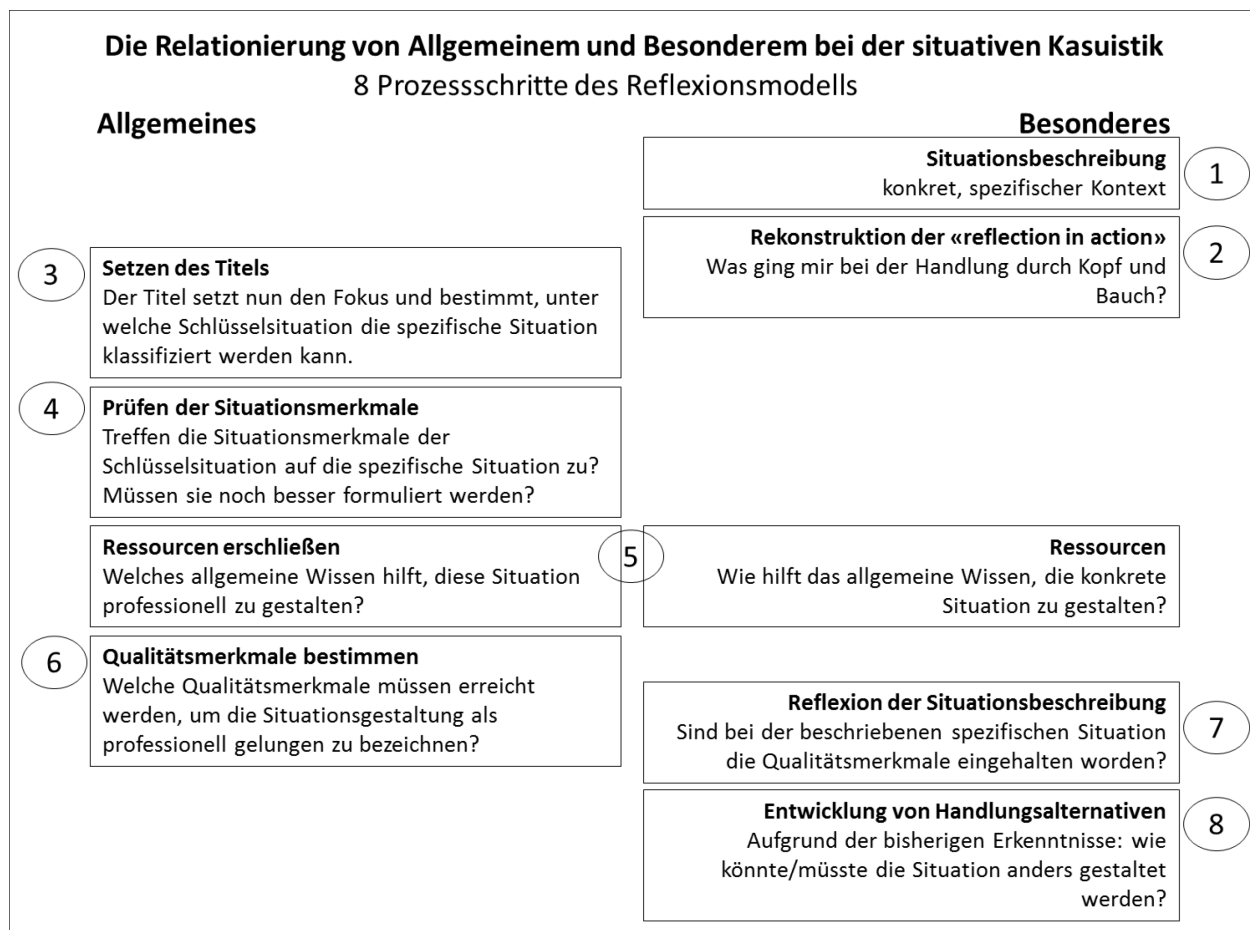 Die Relationierung von Allgemeinem und Besonderem bei der situativen Kasuistik
8 Prozessschritte des Reflexionsmodells
Allgemeines
Besonderes
Situationsbeschreibung
konkret, spezifischer Kontext
1
Rekonstruktion der «reflection in action»
Was ging mir bei der Handlung durch Kopf und
Bauch?
2
3
Setzen des Titels
Der Titel setzt nun den Fokus und bestimmt, unter
welche Schlüsselsituation die spezifische Situation
klassifiziert werden kann.
4
Prüfen der Situationsmerkmale
Treffen die Situationsmerkmale der
Schlüsselsituation auf die spezifische Situation zu?
Müssen sie noch besser formuliert werden?
Ressourcen erschließen
Welches allgemeine Wissen hilft, diese Situation
professionell zu gestalten?
5
Ressourcen
Wie hilft das allgemeine Wissen, die konkrete
Situation zu gestalten?
6
Qualitätsmerkmale bestimmen
Welche Qualitätsmerkmale müssen erreicht
werden, um die Situationsgestaltung als
professionell gelungen zu bezeichnen?
Reflexion der Situationsbeschreibung
Sind bei der beschriebenen spezifischen Situation
die Qualitätsmerkmale eingehalten worden?
7
Entwicklung von Handlungsalternativen
Aufgrund der bisherigen Erkenntnisse: wie
könnte/müsste die Situation anders gestaltet
werden?
8